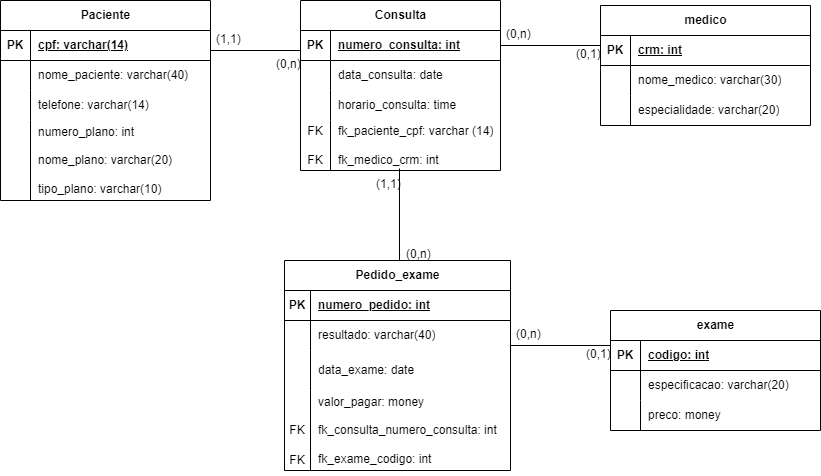 Paciente
PK cpf: varchar(14)
nome_paciente: varchar(40)
telefone: varchar(14)
numero_plano: int
nome_plano: varchar(20)
tipo_plano: varchar(10)
(1,1)
(0,n)
Consulta
PK numero_consulta: int
data_consulta: date
horario_consulta: time
FK fk_paciente_cpf: varchar (14)
FK fk_medico_crm: int
(0,n)
(0,1)
medico
PK crm: int
nome_medico: varchar(30)
especialidade: varchar(20)
(1,1)
(0,n)
Pedido_exame
PK numero_pedido: int
resultado: varchar(40)
data_exame: date
valor_pagar: money
FK fk_consulta_numero_consulta: int
FK fk_exame_codigo: int
(0,n)
(0,1)
exame
PK codigo: int
especificacao: varchar(20)
preco: money